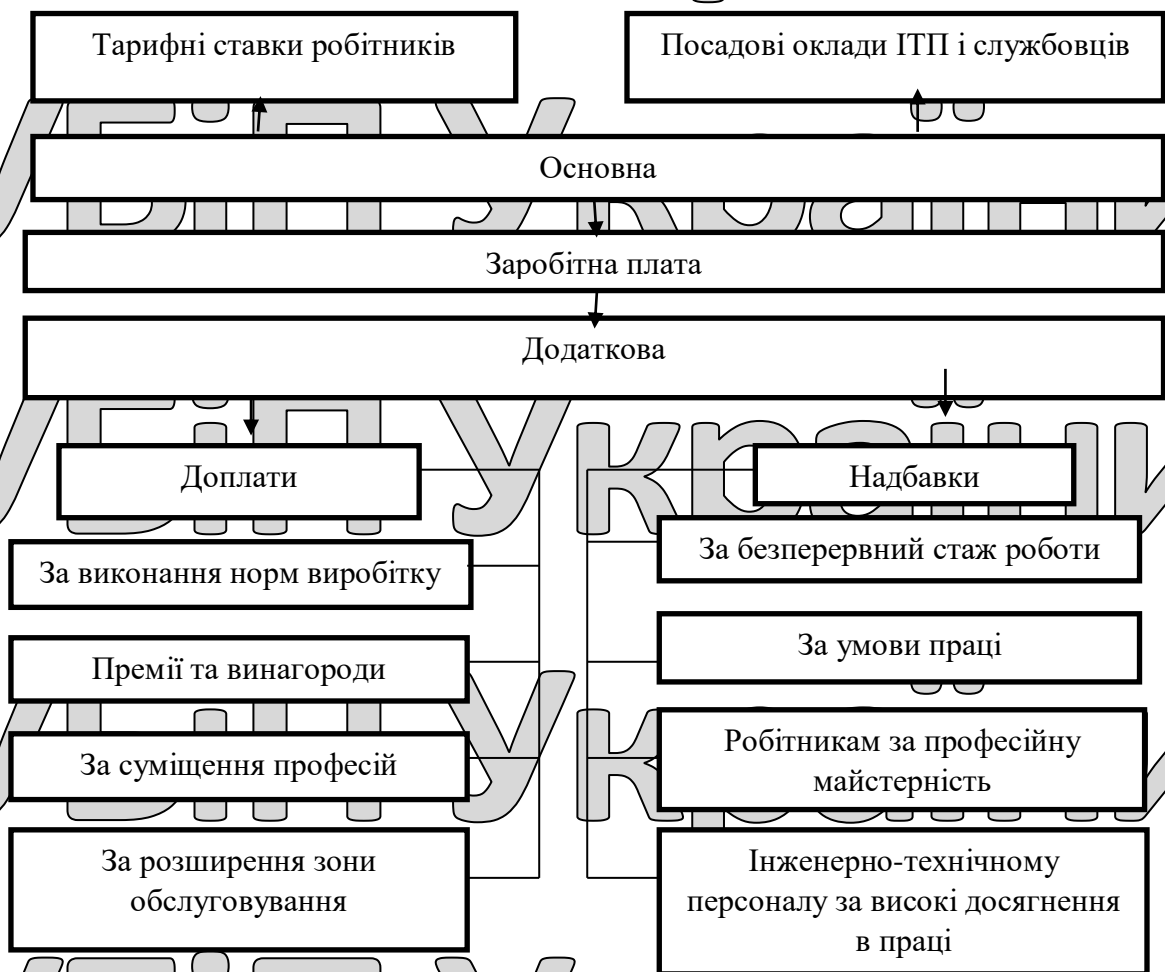 Тарифні ставки робітників
Посадові оклади ІТП і службовців
Основна
Заробітна плата
Додаткова
Доплати
Надбавки
За виконання норм виробітку
За безперервний стаж роботи
Премії та винагороди
За умови праці
За суміщення професій
Робітникам за професійну
майстерність
За розширення зони
обслуговування
Інженерно-технічному
персоналу за високі досягнення
в праці